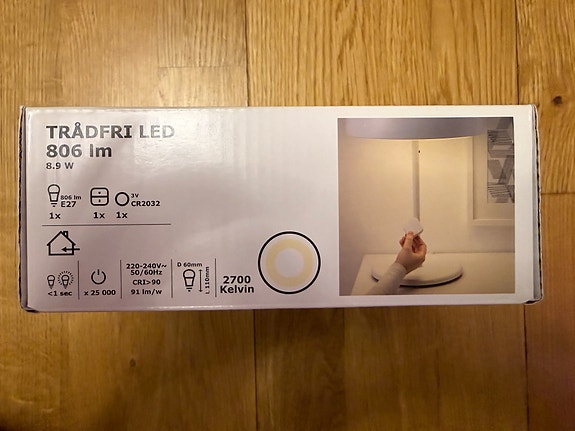 TRÅDFRI LED
806 lm
8.9 W
806 lm
E27
3V
CR2032
1x 1x 1x
<1 sec
x 25 000
220-240V~
50/60Hz
CRI>90
91 lm/w
D 60mm
L 110mm
2700
Kelvin